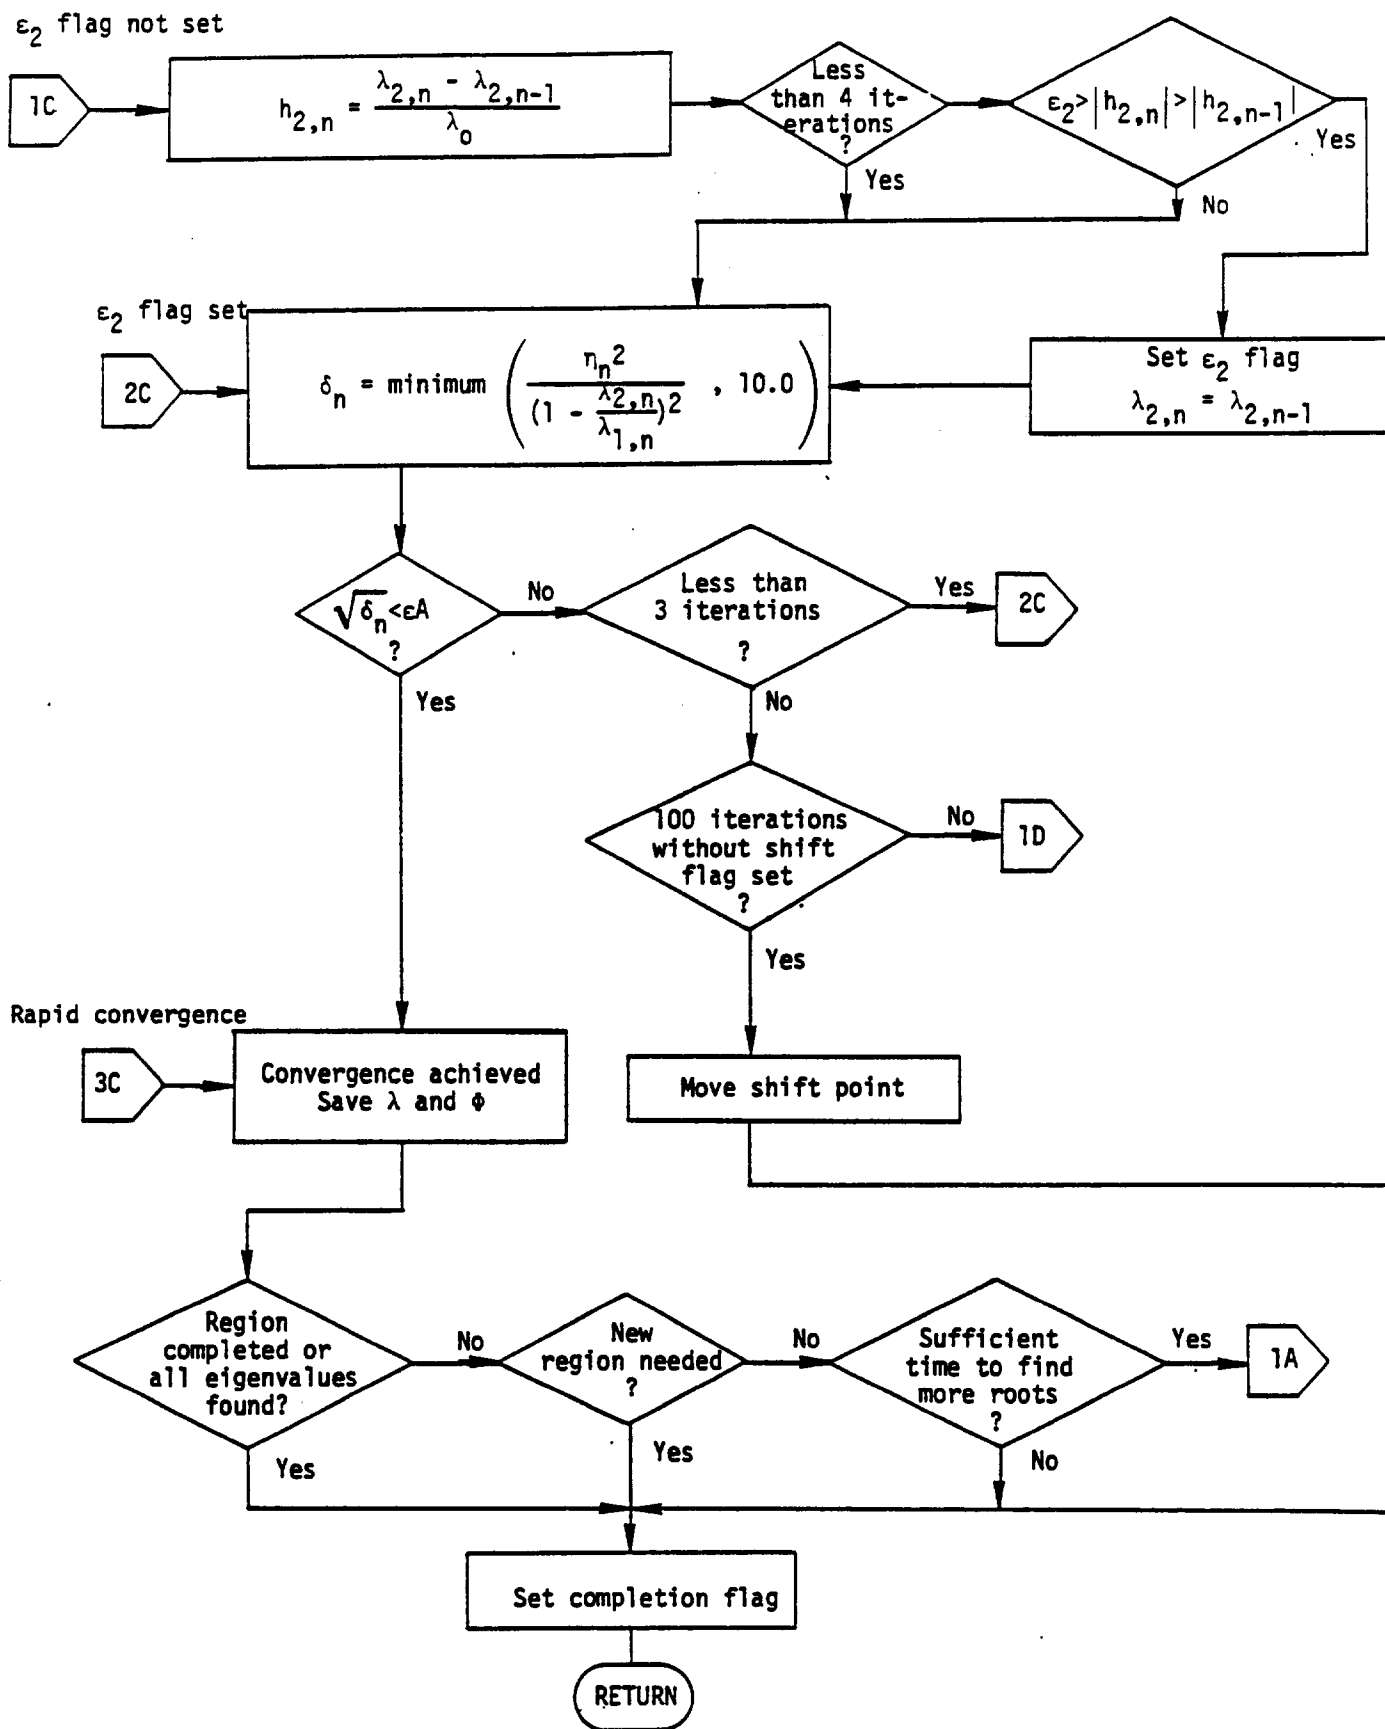 ε₂ flag not set
1C
h₂,ₙ = (λ₂,ₙ - λ₂,ₙ₋₁) / λ₀
Less
than 4 it-
erations
?
ε₂>|h₂,ₙ|>|h₂,ₙ₋₁|
Yes
Yes
No
ε₂ flag set
2C
δₙ = minimum ( ηₙ² / (1 - λ₂,ₙ / λ₁,ₙ)² , 10.0 )
Set ε₂ flag
λ₂,ₙ = λ₂,ₙ₋₁
√δₙ<εA
?
No
Less than
3 iterations
?
Yes
2C
Yes
No
100 iterations
without shift
flag set
?
No
1D
Yes
Rapid convergence
3C
Convergence achieved
Save λ and Φ
Move shift point
Region
completed or
all eigenvalues
found?
No
New
region needed
?
No
Sufficient
time to find
more roots
?
Yes
1A
Yes
Yes
No
Set completion flag
RETURN